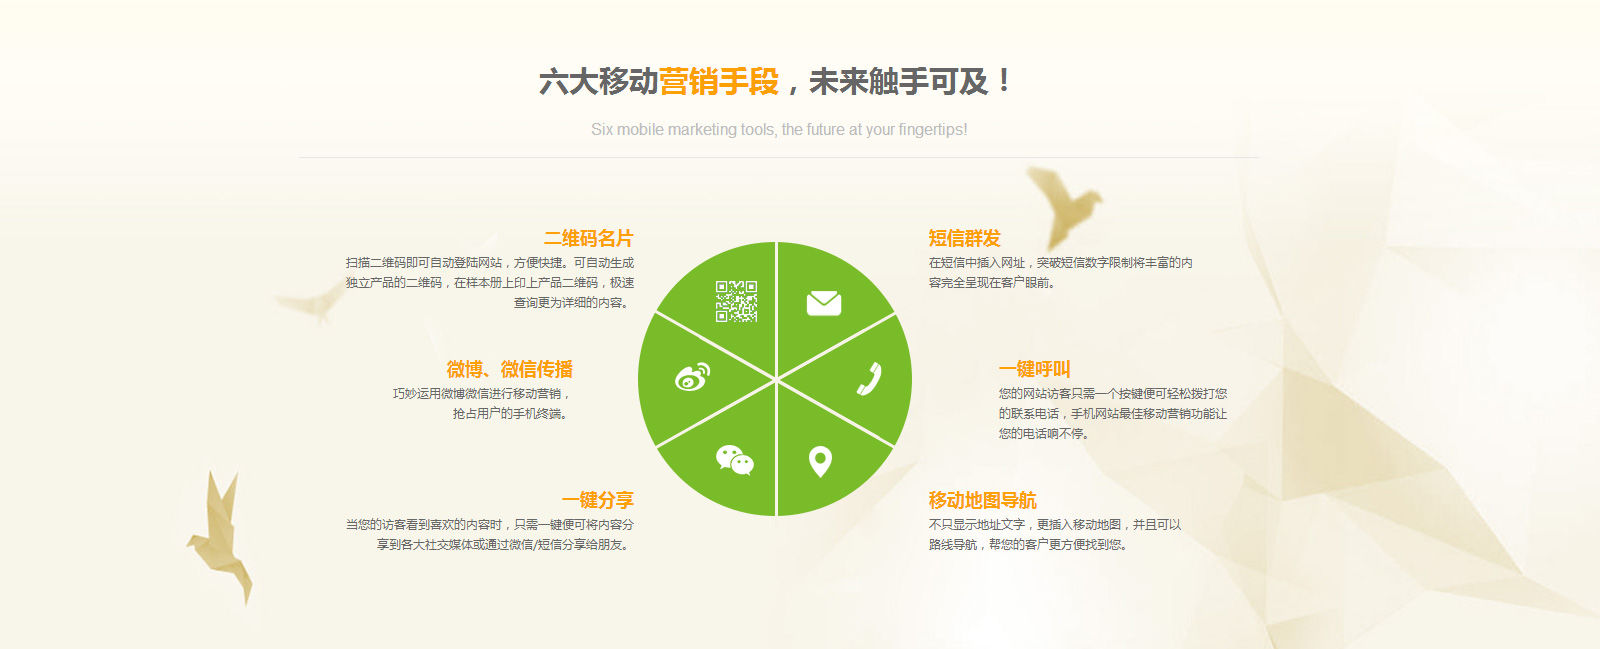 六大移动营销手段，未来触手可及！
Six mobile marketing tools, the future at your fingertips!
二维码名片
扫描二维码即可自动登陆网站，方便快捷。可自动生成
独立产品的二维码，在样本册上印上产品二维码，极速
查询更为详细的内容。
微博、微信传播
巧妙运用微博微信进行移动营销，
抢占用户的手机终端。
一键分享
当您的访客看到喜欢的内容时，只需一键便可将内容分
享到各大社交媒体或通过微信/短信分享给朋友。
短信群发
在短信中插入网址，突破短信数字限制将丰富的内
容完全呈现在客户眼前。
一键呼叫
您的网站访客只需一个按键便可轻松拨打您
的联系电话，手机网站最佳移动营销功能让
您的电话响不停。
移动地图导航
不只显示地址文字，更插入移动地图，并且可以
路线导航，帮您的客户更方便找到您。